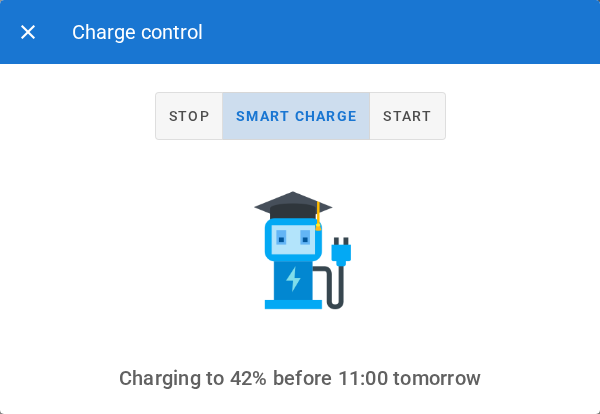 Charge control
STOP SMART CHARGE START
Charging to 42% before 11:00 tomorrow